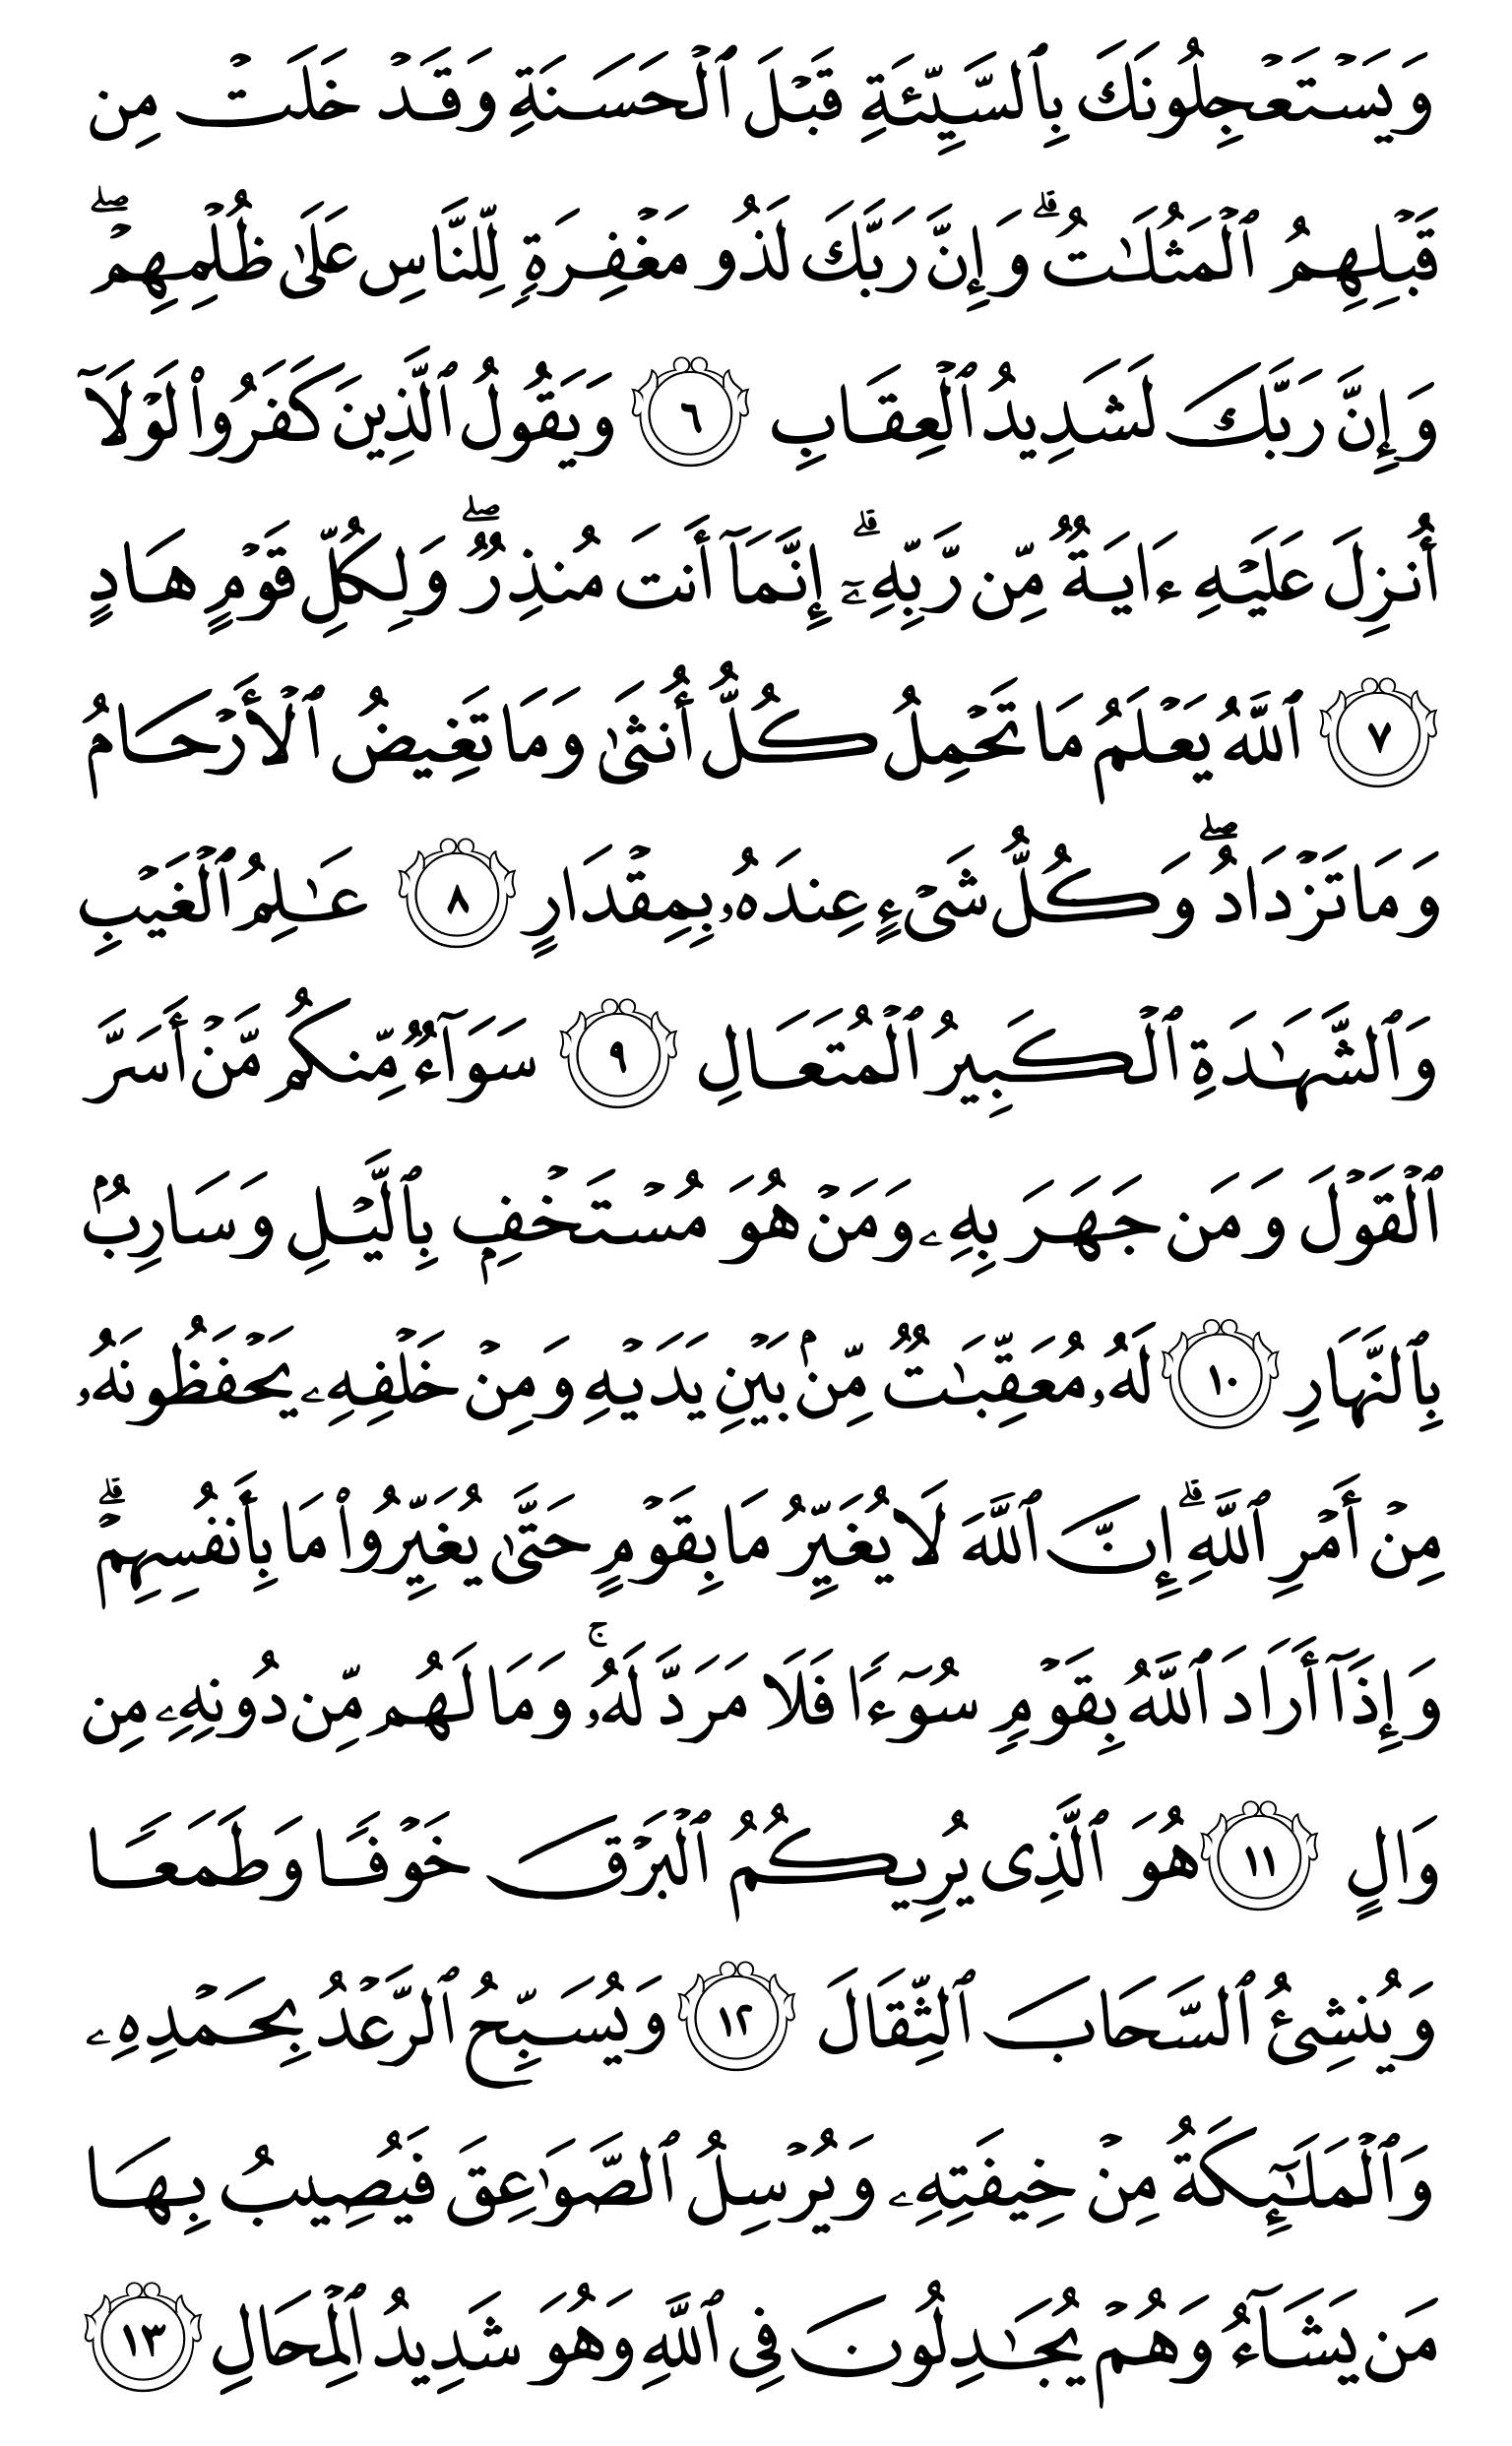 وَيَسۡتَعۡجِلُونَكَ بِٱلسَّيِّئَةِ قَبۡلَ ٱلۡحَسَنَةِ وَقَدۡ خَلَتۡ مِن
قَبۡلِهِمُ ٱلۡمَثُلَٰتُۗ وَإِنَّ رَبَّكَ لَذُو مَغۡفِرَةٖ لِّلنَّاسِ عَلَىٰ ظُلۡمِهِمۡۖ
وَإِنَّ رَبَّكَ لَشَدِيدُ ٱلۡعِقَابِ ٦ وَيَقُولُ ٱلَّذِينَ كَفَرُواْ لَوۡلَآ
أُنزِلَ عَلَيۡهِ ءَايَةٞ مِّن رَّبِّهِۦٓۗ إِنَّمَآ أَنتَ مُنذِرٞۖ وَلِكُلِّ قَوۡمٍ هَادٍ
٧ ٱللَّهُ يَعۡلَمُ مَا تَحۡمِلُ كُلُّ أُنثَىٰ وَمَا تَغِيضُ ٱلۡأَرۡحَامُ
وَمَا تَزۡدَادُۖ وَكُلُّ شَيۡءٍ عِندَهُۥ بِمِقۡدَارٍ ٨ عَٰلِمُ ٱلۡغَيۡبِ
وَٱلشَّهَٰدَةِ ٱلۡكَبِيرُ ٱلۡمُتَعَالِ ٩ سَوَآءٞ مِّنكُم مَّنۡ أَسَرَّ
ٱلۡقَوۡلَ وَمَن جَهَرَ بِهِۦ وَمَنۡ هُوَ مُسۡتَخۡفِۭ بِٱلَّيۡلِ وَسَارِبُۢ
بِٱلنَّهَارِ ١٠ لَهُۥ مُعَقِّبَٰتٞ مِّنۢ بَيۡنِ يَدَيۡهِ وَمِنۡ خَلۡفِهِۦ يَحۡفَظُونَهُۥ
مِنۡ أَمۡرِ ٱللَّهِۗ إِنَّ ٱللَّهَ لَا يُغَيِّرُ مَا بِقَوۡمٍ حَتَّىٰ يُغَيِّرُواْ مَا بِأَنفُسِهِمۡۗ
وَإِذَآ أَرَادَ ٱللَّهُ بِقَوۡمٖ سُوٓءٗا فَلَا مَرَدَّ لَهُۥۚ وَمَا لَهُم مِّن دُونِهِۦ مِن
وَالٍ ١١ هُوَ ٱلَّذِي يُرِيكُمُ ٱلۡبَرۡقَ خَوۡفٗا وَطَمَعٗا
وَيُنشِئُ ٱلسَّحَابَ ٱلثِّقَالَ ١٢ وَيُسَبِّحُ ٱلرَّعۡدُ بِحَمۡدِهِۦ
وَٱلۡمَلَٰٓئِكَةُ مِنۡ خِيفَتِهِۦ وَيُرۡسِلُ ٱلصَّوَٰعِقَ فَيُصِيبُ بِهَا
مَن يَشَآءُ وَهُمۡ يُجَٰدِلُونَ فِي ٱللَّهِ وَهُوَ شَدِيدُ ٱلۡمِحَالِ ١٣